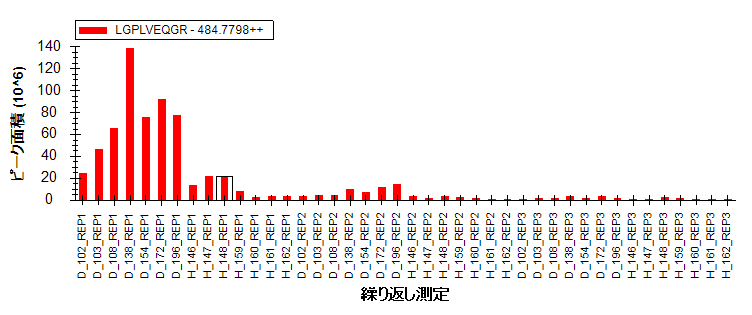 LGPLVEQGR - 484.7798++
ピーク面積 (10^6)
140
120
100
80
60
40
20
0
D_102_REP1
D_103_REP1
D_108_REP1
D_138_REP1
D_154_REP1
D_172_REP1
D_196_REP1
H_146_REP1
H_147_REP1
H_148_REP1
H_159_REP1
H_160_REP1
H_161_REP1
H_162_REP1
D_102_REP2
D_103_REP2
D_108_REP2
D_138_REP2
D_154_REP2
D_172_REP2
D_196_REP2
H_146_REP2
H_147_REP2
H_148_REP2
H_159_REP2
H_160_REP2
H_161_REP2
H_162_REP2
D_102_REP3
D_103_REP3
D_108_REP3
D_138_REP3
D_154_REP3
D_172_REP3
D_196_REP3
H_146_REP3
H_147_REP3
H_148_REP3
H_159_REP3
H_160_REP3
H_161_REP3
H_162_REP3
繰り返し測定